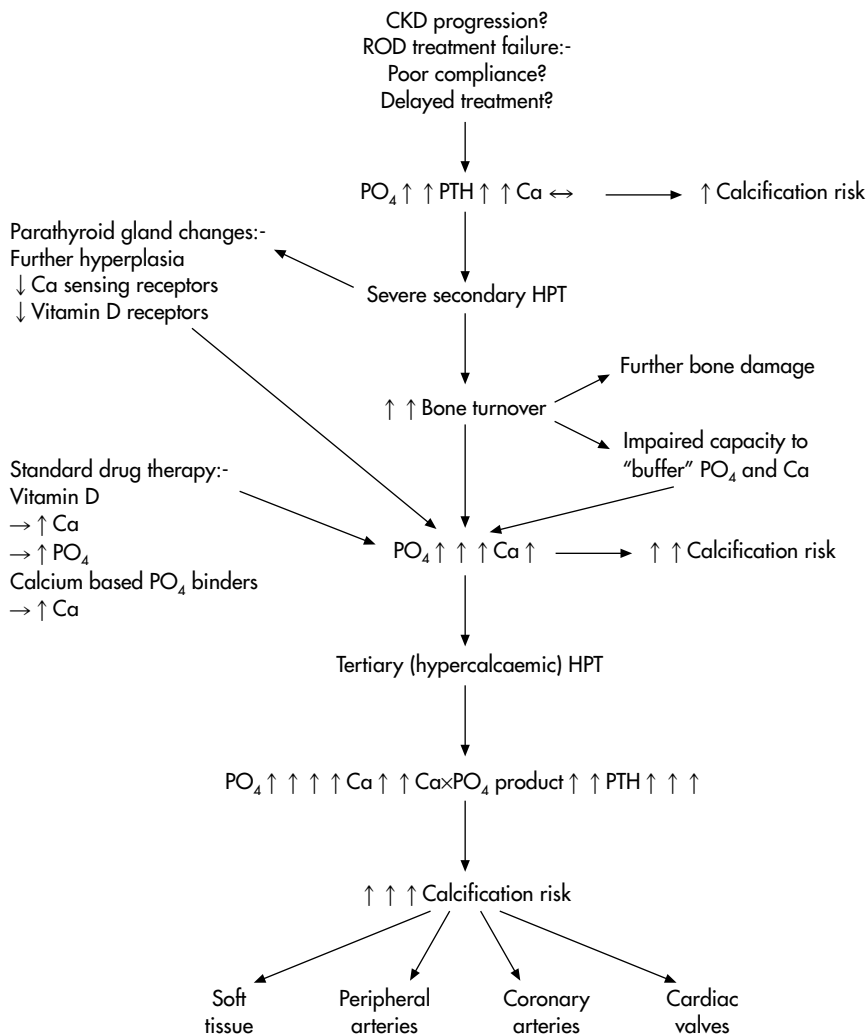 CKD progression?
ROD treatment failure:-
Poor compliance?
Delayed treatment?
PO₄ ↑ ↑ PTH ↑ ↑ Ca ↔ → ↑ Calcification risk
Parathyroid gland changes:-
Further hyperplasia
↓ Ca sensing receptors
↓ Vitamin D receptors
Severe secondary HPT
Further bone damage
↑ ↑ Bone turnover
Impaired capacity to
"buffer" PO₄ and Ca
Standard drug therapy:-
Vitamin D
→ ↑ Ca
→ ↑ PO₄
Calcium based PO₄ binders
→ ↑ Ca
PO₄ ↑ ↑ ↑ Ca ↑ → ↑ ↑ Calcification risk
Tertiary (hypercalcaemic) HPT
PO₄ ↑ ↑ ↑ ↑ Ca ↑ ↑ Ca×PO₄ product ↑ ↑ PTH ↑ ↑ ↑
↑ ↑ ↑ Calcification risk
Soft
tissue
Peripheral
arteries
Coronary
arteries
Cardiac
valves